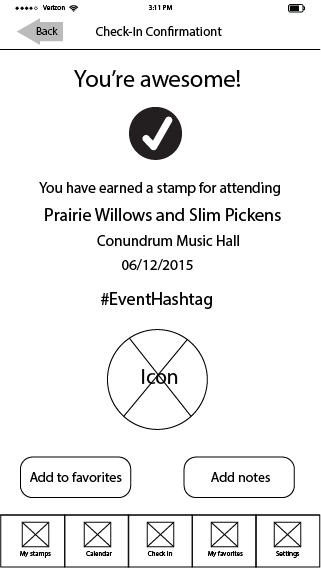 Verizon 3:11 PM
Back Check-In Confirmationt
You're awesome!
You have earned a stamp for attending
Prairie Willows and Slim Pickens
Conundrum Music Hall
06/12/2015
#EventHashtag
Icon
Add to favorites Add notes
My stamps Calendar Check In My favorites Settings